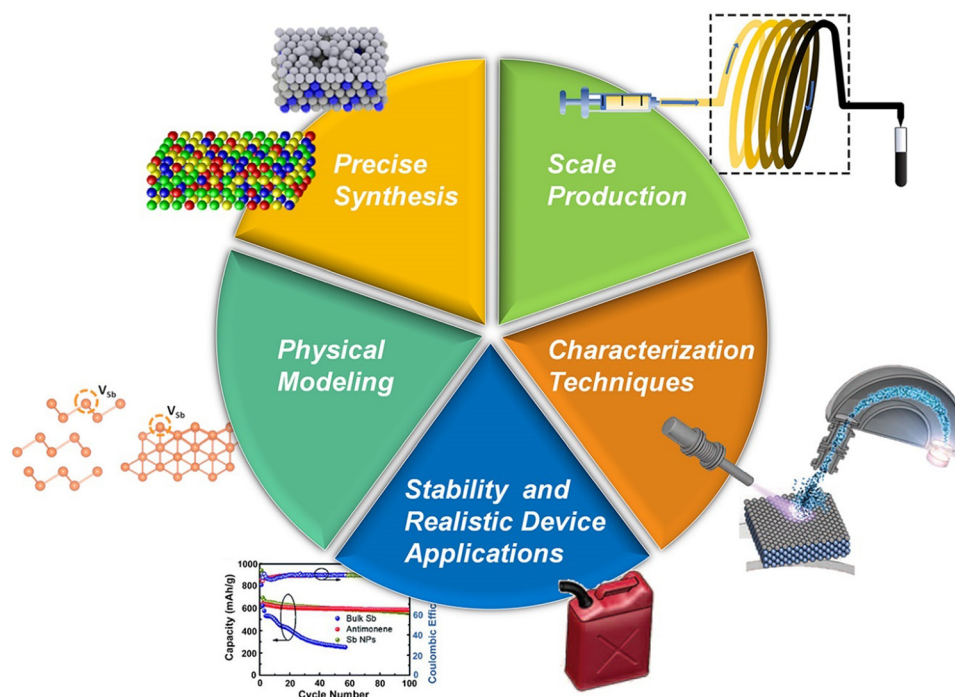 Precise
Synthesis
Scale
Production
Physical
Modeling
Characterization
Techniques
Stability and
Realistic Device
Applications
V_Sb
V_Sb
Capacity (mAh/g)
1000
800
600
400
200
0
Bulk Sb
Antimonene
Sb NPs
60
40
20
0
Coulombic Effic
0 20 40 60 80 100
Cycle Number